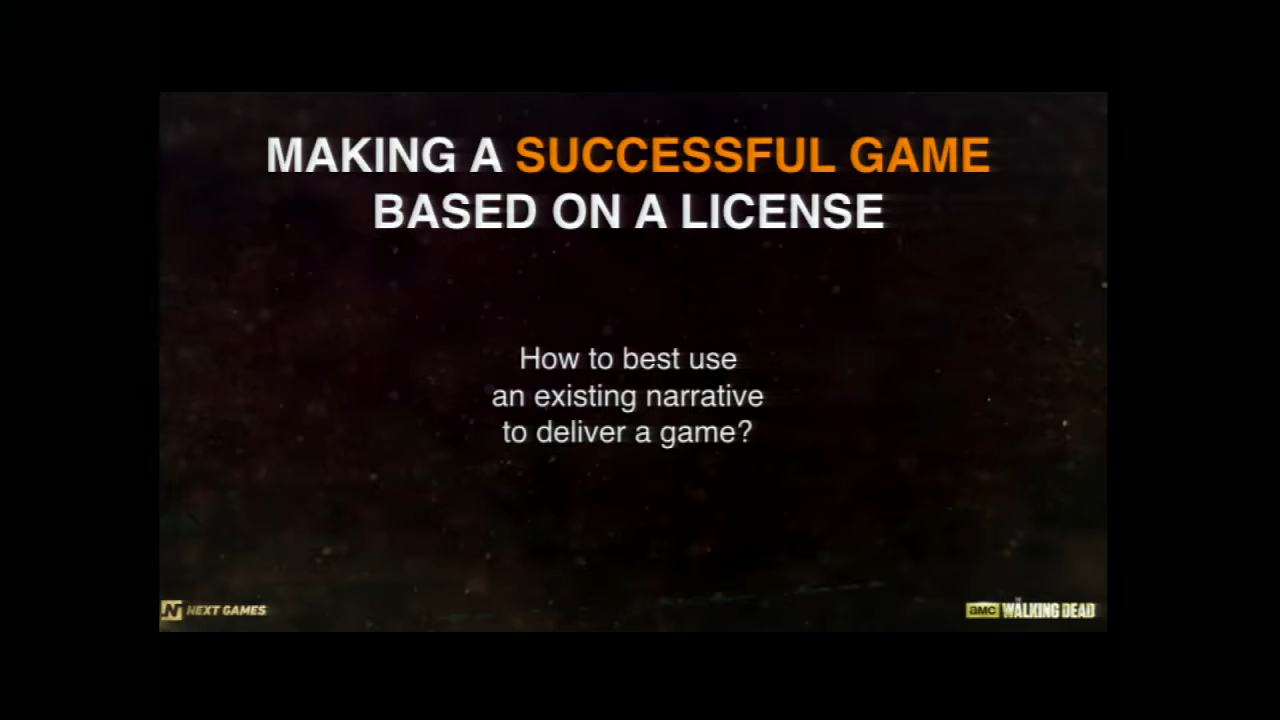 MAKING A SUCCESSFUL GAME
BASED ON A LICENSE
How to best use
an existing narrative
to deliver a game?
NEXT GAMES
amc THE WALKING DEAD